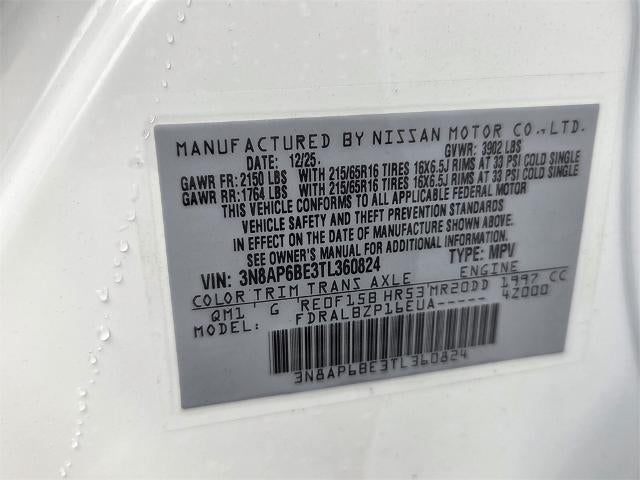 MANUFACTURED BY NISSAN MOTOR CO., LTD.
DATE: 12/25. GVWR: 3902 LBS
GAWR FR: 2150 LBS WITH 215/65R16 TIRES 16X6.5J RIMS AT 33 PSI COLD SINGLE
GAWR RR: 1764 LBS WITH 215/65R16 TIRES 16X6.5J RIMS AT 33 PSI COLD SINGLE
THIS VEHICLE CONFORMS TO ALL APPLICABLE FEDERAL MOTOR
VEHICLE SAFETY AND THEFT PREVENTION STANDARDS
IN EFFECT ON THE DATE OF MANUFACTURE SHOWN ABOVE.
SEE OWNER'S MANUAL FOR ADDITIONAL INFORMATION
VIN: 3N8AP6BE3TL360824 TYPE: MPV
COLOR TRIM TRANS AXLE ENGINE
QM1 G RE0F15B HR53 MR20DD 1997 CC
MODEL: FDRALBZP16EUA----- 4Z000
3N8AP6BE3TL360824